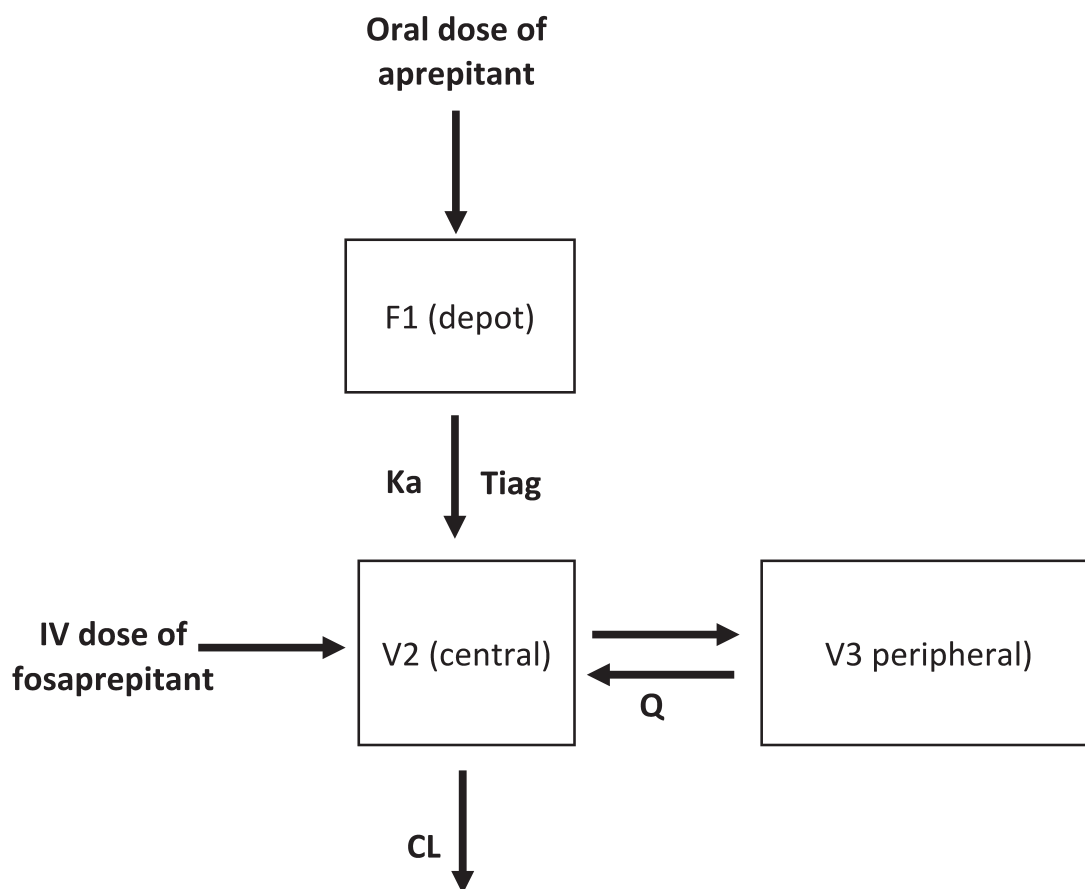 Oral dose of
aprepitant
F1 (depot)
Ka Tiag
IV dose of
fosaprepitant
V2 (central)
V3 peripheral)
Q
CL